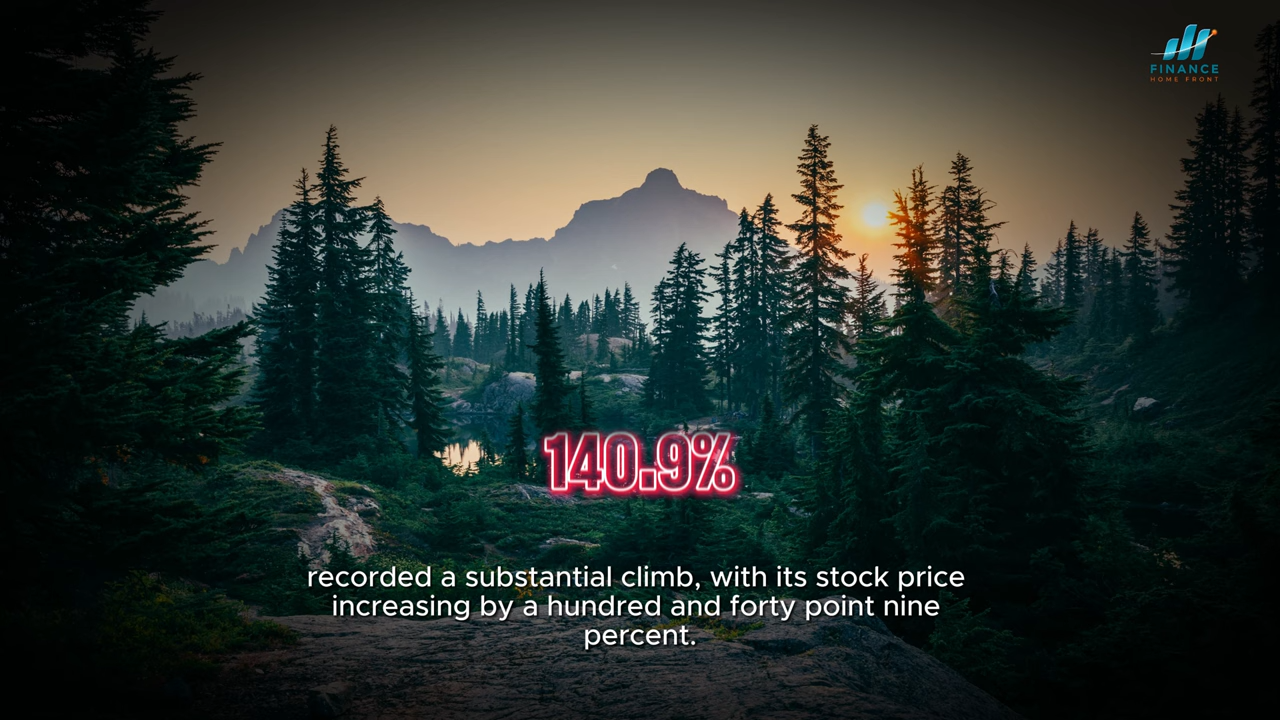 FINANCE
HOME FRONT
140.9%
recorded a substantial climb, with its stock price
increasing by a hundred and forty point nine
percent.